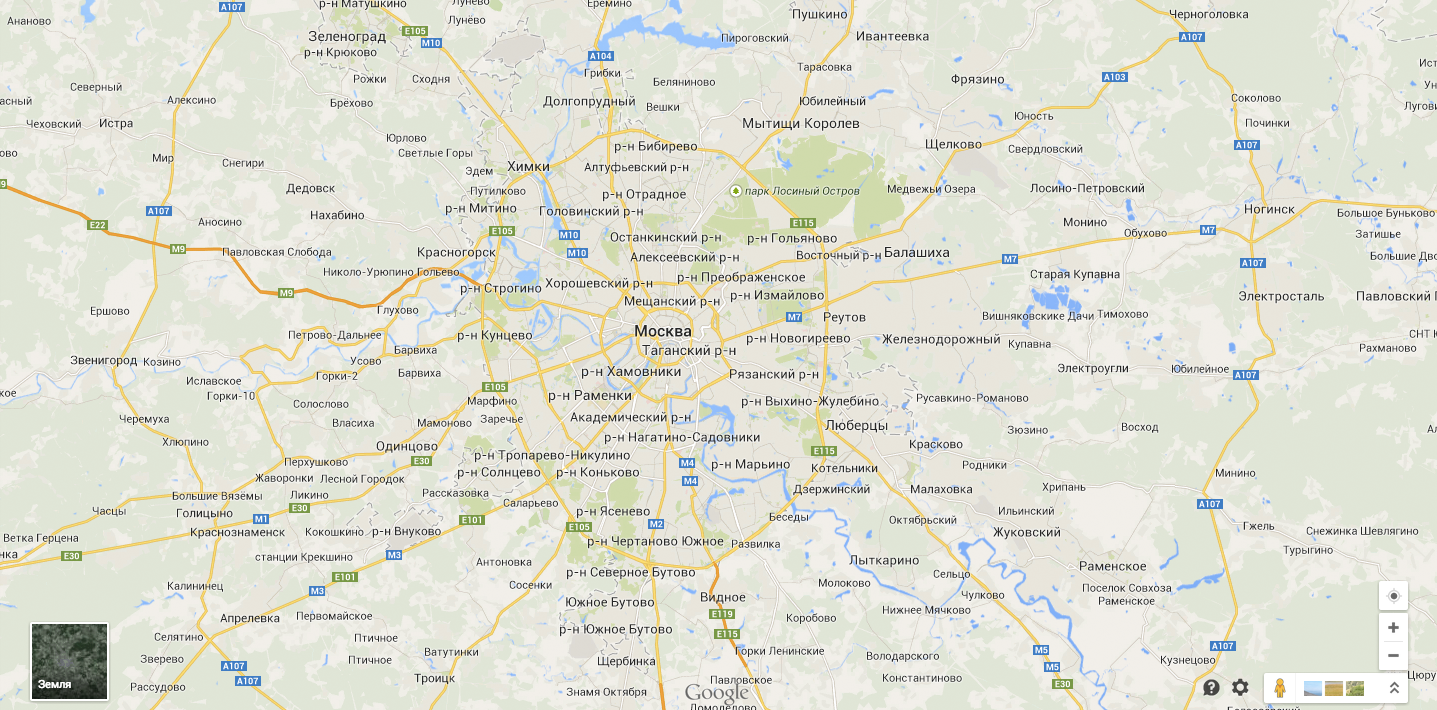 Ананово
A107
р-н Матушкино
Лунёво
Еремино
Пушкино
Черноголовка
Лунёво
Зеленоград
E105
M10
р-н Крюково
Пироговский
Ивантеевка
A107
A104
Рожки
Сходня
Грибки
Тарасовка
Фрязино
A103
Северный
Беляниново
Алексино
Брёхово
Долгопрудный
Вешки
Юбилейный
Соколово
Чеховский
Истра
Мытищи
Королев
Юность
Починки
Юрлово
р-н Бибирево
Щелково
A107
Светлые Горы
Свердловский
Мир
Снегири
Химки
Алтуфьевский р-н
Эдем
Дедовск
Путилково
р-н Отрадное
парк Лосиный Остров
Медвежьи Озера
Лосино-Петровский
A107
Нахабино
р-н Митино
Головинский р-н
Ногинск
Большое Буньково
E22
Аносино
E105
M10
E115
Монино
Обухово
M7
Затишье
M9
Павловская Слобода
Красногорск
M10
Останкинский р-н
р-н Гольяново
Алексеевский р-н
Восточный р-н
Балашиха
M7
A107
Николо-Урюпино
Гольево
р-н Преображенское
Старая Купавна
M9
р-н Строгино
Хорошевский р-н
р-н Измайлово
Электросталь
Ершово
Глухово
Мещанский р-н
M7
Реутов
Вишняковские Дачи
Тимохово
Петрово-Дальнее
р-н Кунцево
Москва
р-н Новогиреево
Железнодорожный
Купавна
Звенигород
Козино
Усово
Барвиха
Таганский р-н
Рахманово
Иславское
Горки-2
Барвиха
р-н Хамовники
Рязанский р-н
Электроугли
Юбилейное
A107
Горки-10
E105
р-н Раменки
Солослово
Марфино
р-н Выхино-Жулебино
Русавкино-Романово
Черемуха
Власиха
Мамоново
Заречье
Академический р-н
Люберцы
Зюзино
Восход
Хлюпино
Одинцово
р-н Нагатино-Садовники
Красково
Перхушково
E30
р-н Тропарево-Никулино
M4
E115
Жаворонки
Лесной Городок
р-н Солнцево
р-н Коньково
р-н Марьино
Котельники
Родники
Минино
Большие Вяземы
Ликино
Рассказовка
M4
Дзержинский
Малаховка
Хрипань
Часцы
Голицыно
E30
Саларьево
A107
M1
E101
р-н Ясенево
Беседы
Октябрьский
Ильинский
Ветка Герцена
Краснознаменск
Кокошкино
р-н Внуково
E105
M2
Жуковский
Гжель
Снежинка
Шевлягино
E30
станции Крекшино
M3
р-н Чертаново Южное
Развилка
Турыгино
Антоновка
Лыткарино
Раменское
E101
р-н Северное Бутово
Калининец
M3
Сосенки
Молоково
Сельцо
Поселок Совхоза
Раменское
Видное
Чулково
Южное Бутово
Нижнее Мячково
Апрелевка
Первомайское
E119
Коробово
Селятино
Птичное
р-н Южное Бутово
E115
Зверево
Птичное
Ватутинки
Горки Ленинские
Володарского
M5
A107
A107
A107
Щербинка
Кузнецово
M5
Рассудово
Троицк
Павловское
Константиново
E30
Знамя Октября
Google
Домодедово
Земля